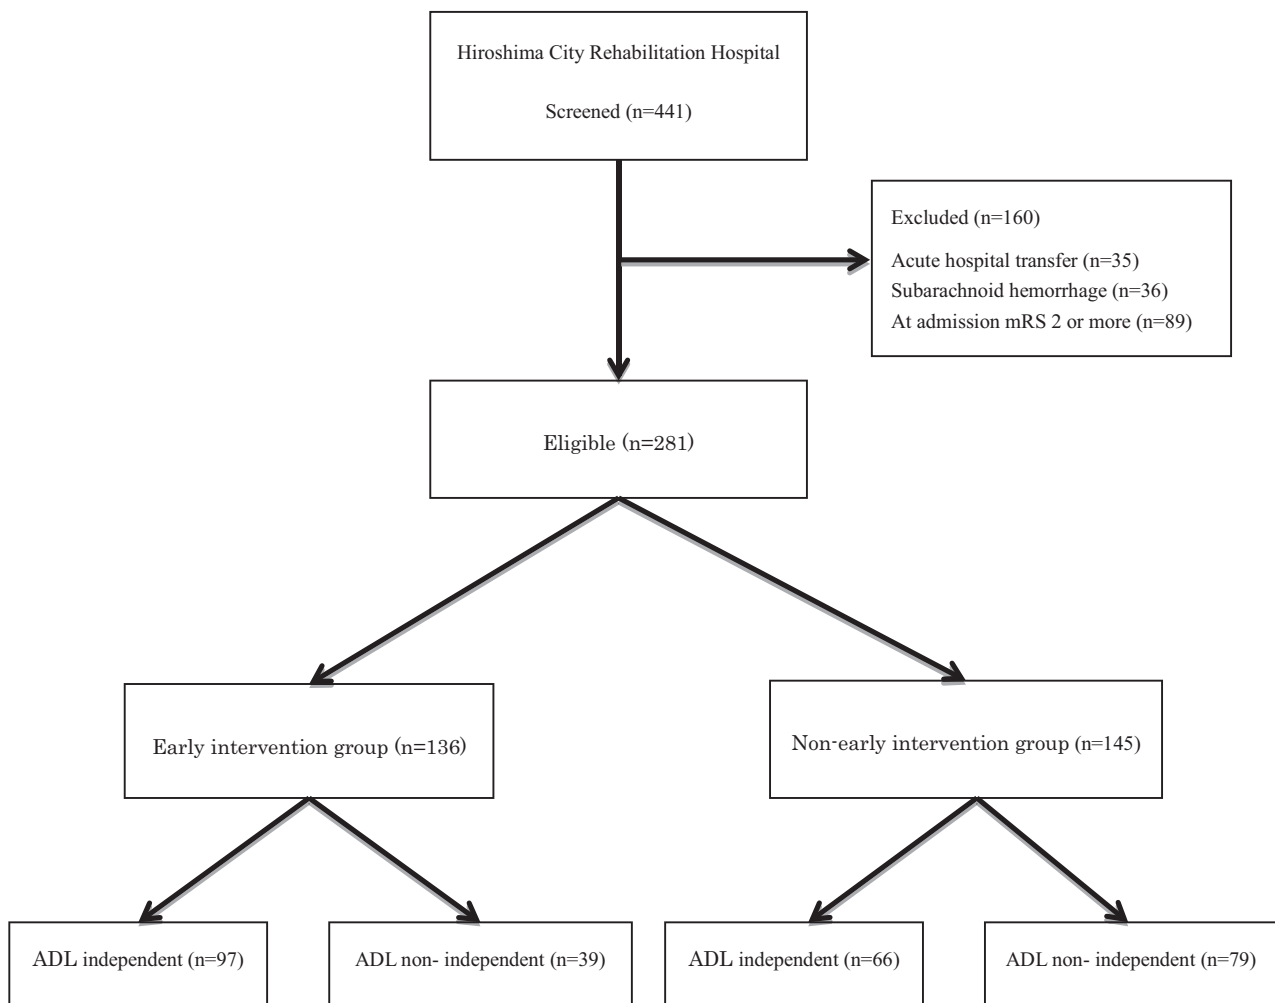 Hiroshima City Rehabilitation Hospital
Screened (n=441)
Excluded (n=160)
Acute hospital transfer (n=35)
Subarachnoid hemorrhage (n=36)
At admission mRS 2 or more (n=89)
Eligible (n=281)
Early intervention group (n=136)
Non-early intervention group (n=145)
ADL independent (n=97)
ADL non- independent (n=39)
ADL independent (n=66)
ADL non- independent (n=79)